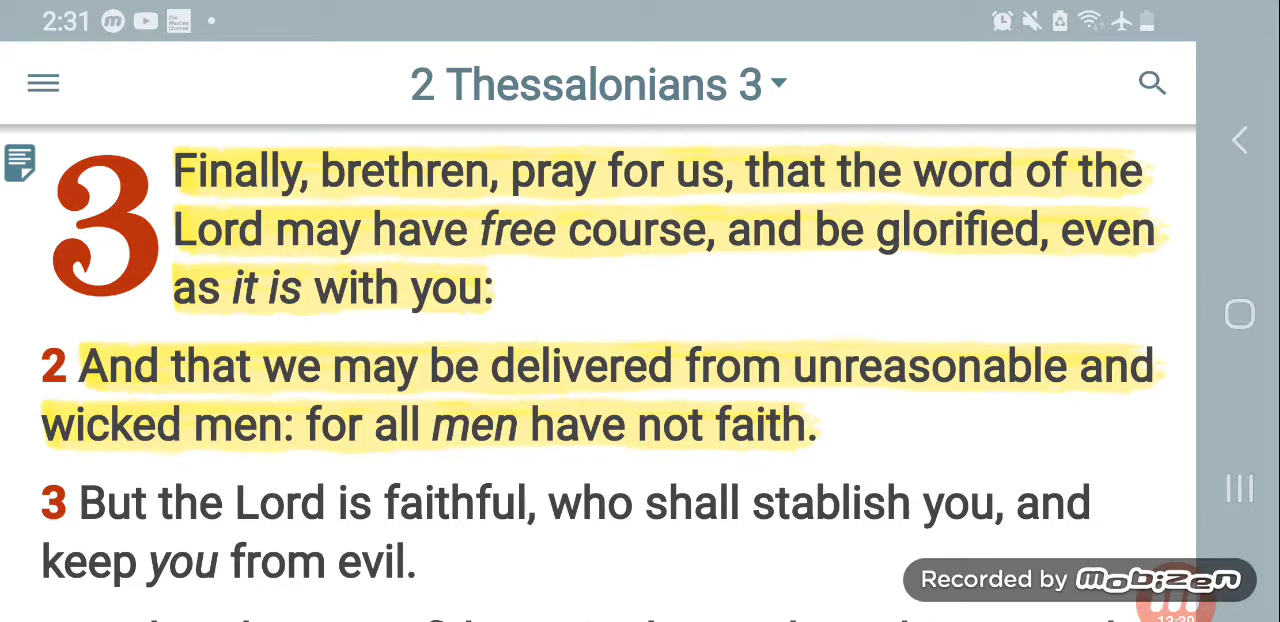 2:31
The Weather Channel
2 Thessalonians 3
3 Finally, brethren, pray for us, that the word of the
Lord may have free course, and be glorified, even
as it is with you:
2 And that we may be delivered from unreasonable and
wicked men: for all men have not faith.
3 But the Lord is faithful, who shall stablish you, and
keep you from evil.
Recorded by Mobizen